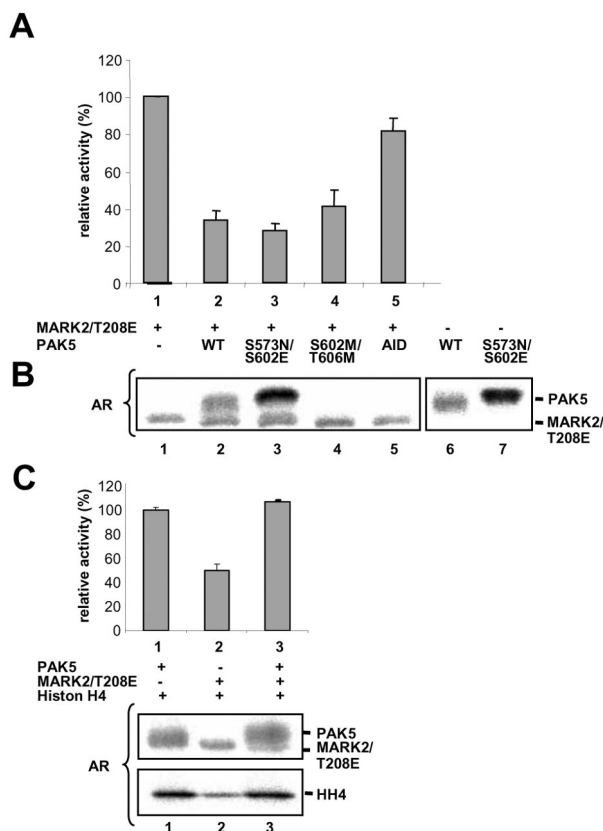 A
120
100
80
60
40
20
0
relative activity (%)
1 2 3 4 5
MARK2/T208E + + + + + - -
PAK5 - WT S573N/ S602M/ AID WT S573N/
S602E T606M S602E
B
AR
PAK5
MARK2/
T208E
1 2 3 4 5 6 7
C
120
100
80
60
40
20
0
relative activity (%)
1 2 3
PAK5 + - +
MARK2/T208E - + +
Histon H4 + + +
AR
PAK5
MARK2/
T208E
HH4
1 2 3